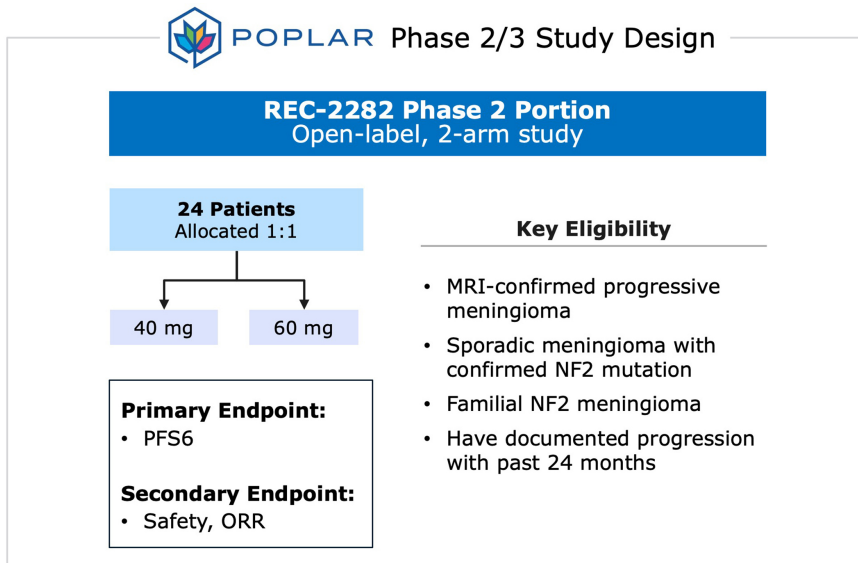 POPLAR Phase 2/3 Study Design
REC-2282 Phase 2 Portion
Open-label, 2-arm study
24 Patients
Allocated 1:1
40 mg
60 mg
Primary Endpoint:
• PFS6
Secondary Endpoint:
• Safety, ORR
Key Eligibility
• MRI-confirmed progressive
meningioma
• Sporadic meningioma with
confirmed NF2 mutation
• Familial NF2 meningioma
• Have documented progression
with past 24 months